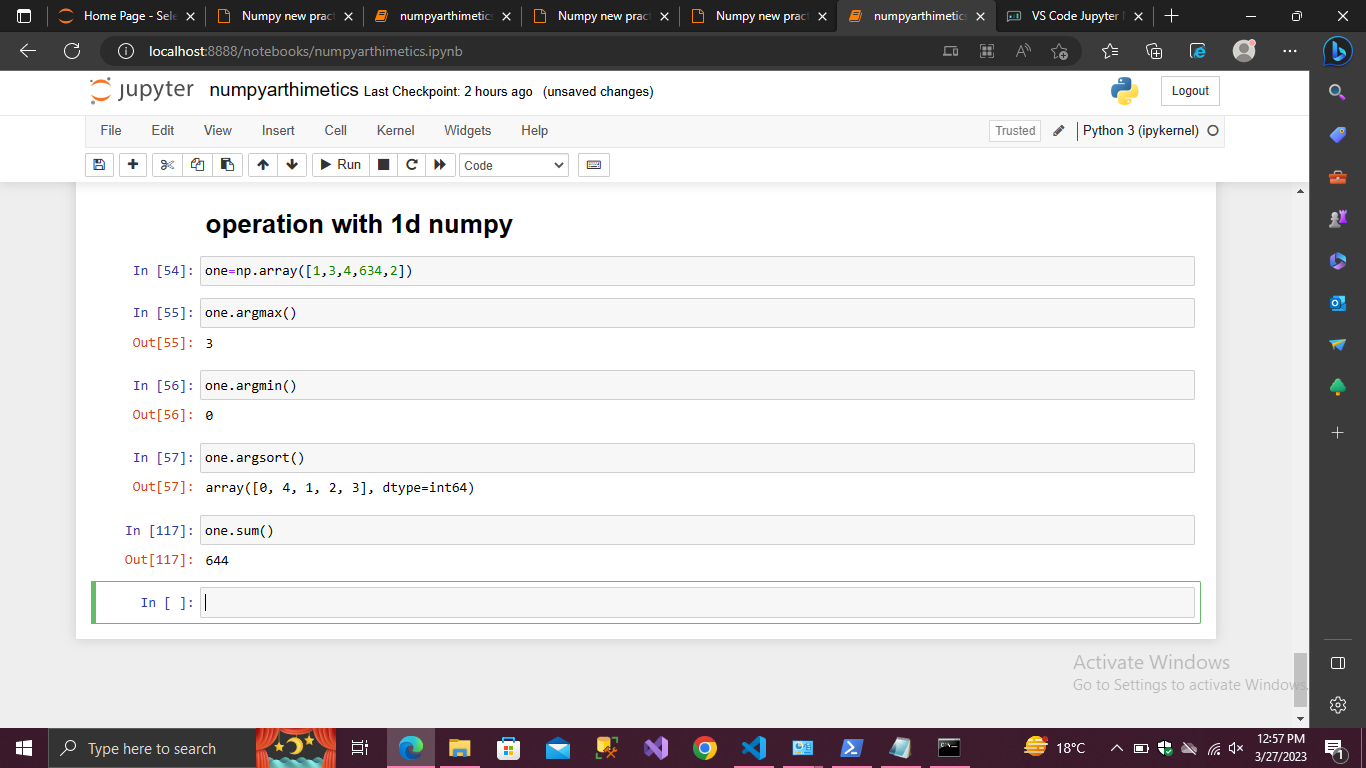 Home Page - Sele
Numpy new pract
numpyarthimetics
Numpy new pract
Numpy new pract
numpyarthimetics
VS Code Jupyter
localhost:8888/notebooks/numpyarthimetics.ipynb
jupyter numpyarthimetics Last Checkpoint: 2 hours ago (unsaved changes)
Logout
File Edit View Insert Cell Kernel Widgets Help
Trusted Python 3 (ipykernel)
Run Code
operation with 1d numpy
In [54]: one=np.array([1,3,4,634,2])
In [55]: one.argmax()
Out[55]: 3
In [56]: one.argmin()
Out[56]: 0
In [57]: one.argsort()
Out[57]: array([0, 4, 1, 2, 3], dtype=int64)
In [117]: one.sum()
Out[117]: 644
In [ ]:
Activate Windows
Go to Settings to activate Windows.
Type here to search
18°C
12:57 PM
3/27/2023
1